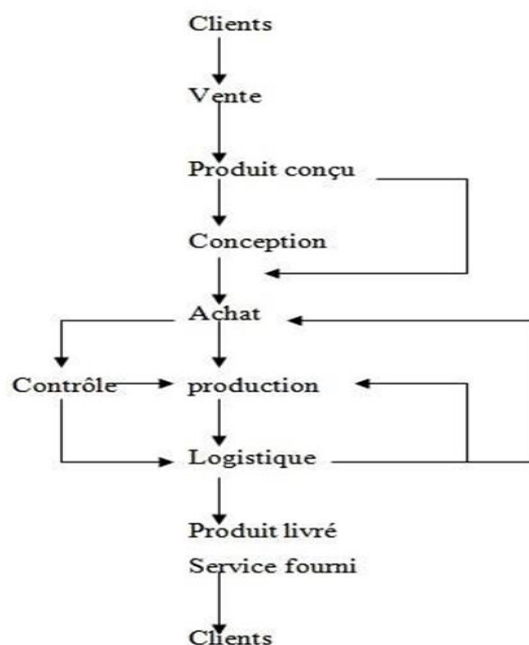 Clients
Vente
Produit conçu
Conception
Achat
Contrôle
production
Logistique
Produit livré
Service fourni
Clients